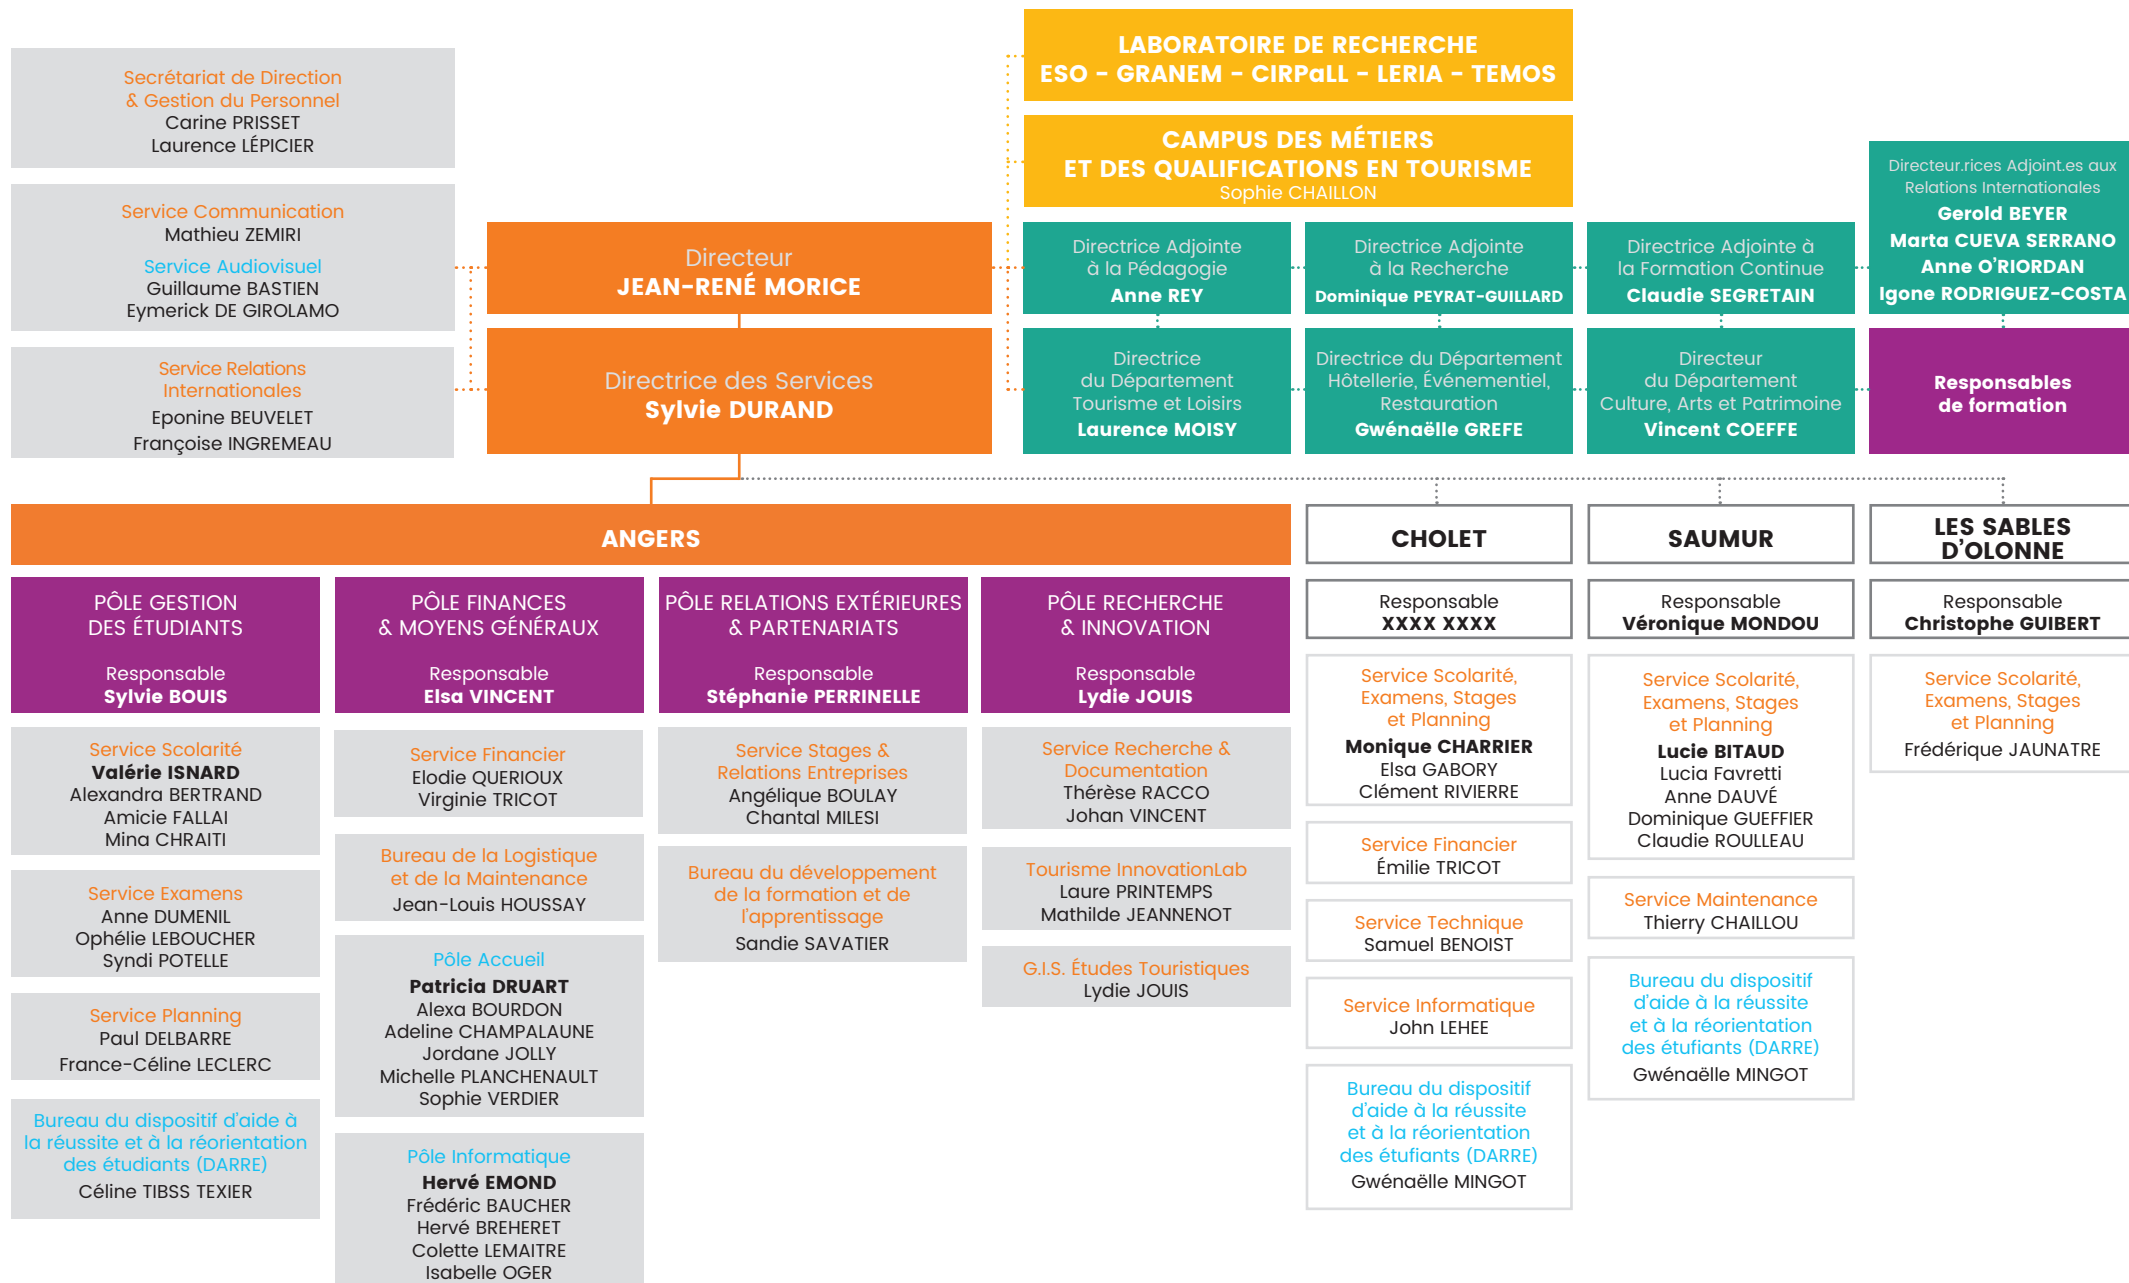 Secrétariat de Direction
& Gestion du Personnel
Carine PRISSET
Laurence LÉPICIER
Service Communication
Mathieu ZEMIRI
Service Audiovisuel
Guillaume BASTIEN
Eymerick DE GIROLAMO
Service Relations
Internationales
Eponine BEUVELET
Françoise INGREMEAU
Directeur
JEAN-RENÉ MORICE
Directrice des Services
Sylvie DURAND
LABORATOIRE DE RECHERCHE
ESO - GRANEM - CIRPaLL - LERIA - TEMOS
CAMPUS DES MÉTIERS
ET DES QUALIFICATIONS EN TOURISME
Sophie CHAILLON
Directrice Adjointe
à la Pédagogie
Anne REY
Directrice Adjointe
à la Recherche
Dominique PEYRAT-GUILLARD
Directrice Adjointe à
la Formation Continue
Claudie SEGRETAIN
Directeur.rices Adjoint.es aux
Relations Internationales
Gerold BEYER
Marta CUEVA SERRANO
Anne O'RIORDAN
Igone RODRIGUEZ-COSTA
Directrice
du Département
Tourisme et Loisirs
Laurence MOISY
Directrice du Département
Hôtellerie, Événementiel,
Restauration
Gwénaëlle GREFE
Directeur
du Département
Culture, Arts et Patrimoine
Vincent COEFFE
Responsables
de formation
ANGERS
PÔLE GESTION
DES ÉTUDIANTS
Responsable
Sylvie BOUIS
Service Scolarité
Valérie ISNARD
Alexandra BERTRAND
Amicie FALLAI
Mina CHRAITI
Service Examens
Anne DUMENIL
Ophélie LEBOUCHER
Syndi POTELLE
Service Planning
Paul DELBARRE
France-Céline LECLERC
Bureau du dispositif d'aide à
la réussite et à la réorientation
des étudiants (DARRE)
Céline TIBSS TEXIER
PÔLE FINANCES
& MOYENS GÉNÉRAUX
Responsable
Elsa VINCENT
Service Financier
Elodie QUERIOUX
Virginie TRICOT
Bureau de la Logistique
et de la Maintenance
Jean-Louis HOUSSAY
Pôle Accueil
Patricia DRUART
Alexa BOURDON
Adeline CHAMPALAUNE
Jordane JOLLY
Michelle PLANCHENAULT
Sophie VERDIER
Pôle Informatique
Hervé EMOND
Frédéric BAUCHER
Hervé BREHERET
Colette LEMAITRE
Isabelle OGER
PÔLE RELATIONS EXTÉRIEURES
& PARTENARIATS
Responsable
Stéphanie PERRINELLE
Service Stages &
Relations Entreprises
Angélique BOULAY
Chantal MILESI
Bureau du développement
de la formation et de
l'apprentissage
Sandie SAVATIER
PÔLE RECHERCHE
& INNOVATION
Responsable
Lydie JOUIS
Service Recherche &
Documentation
Thérèse RACCO
Johan VINCENT
Tourisme InnovationLab
Laure PRINTEMPS
Mathilde JEANNENOT
G.I.S. Études Touristiques
Lydie JOUIS
CHOLET
Responsable
XXXX XXXX
Service Scolarité,
Examens, Stages
et Planning
Monique CHARRIER
Elsa GABORY
Clément RIVIERRE
Service Financier
Émilie TRICOT
Service Technique
Samuel BENOIST
Service Informatique
John LEHEE
Bureau du dispositif
d'aide à la réussite
et à la réorientation
des étufiants (DARRE)
Gwénaëlle MINGOT
SAUMUR
Responsable
Véronique MONDOU
Service Scolarité,
Examens, Stages
et Planning
Lucie BITAUD
Lucia Favretti
Anne DAUVÉ
Dominique GUEFFIER
Claudie ROULLEAU
Service Maintenance
Thierry CHAILLOU
Bureau du dispositif
d'aide à la réussite
et à la réorientation
des étufiants (DARRE)
Gwénaëlle MINGOT
LES SABLES
D'OLONNE
Responsable
Christophe GUIBERT
Service Scolarité,
Examens, Stages
et Planning
Frédérique JAUNATRE